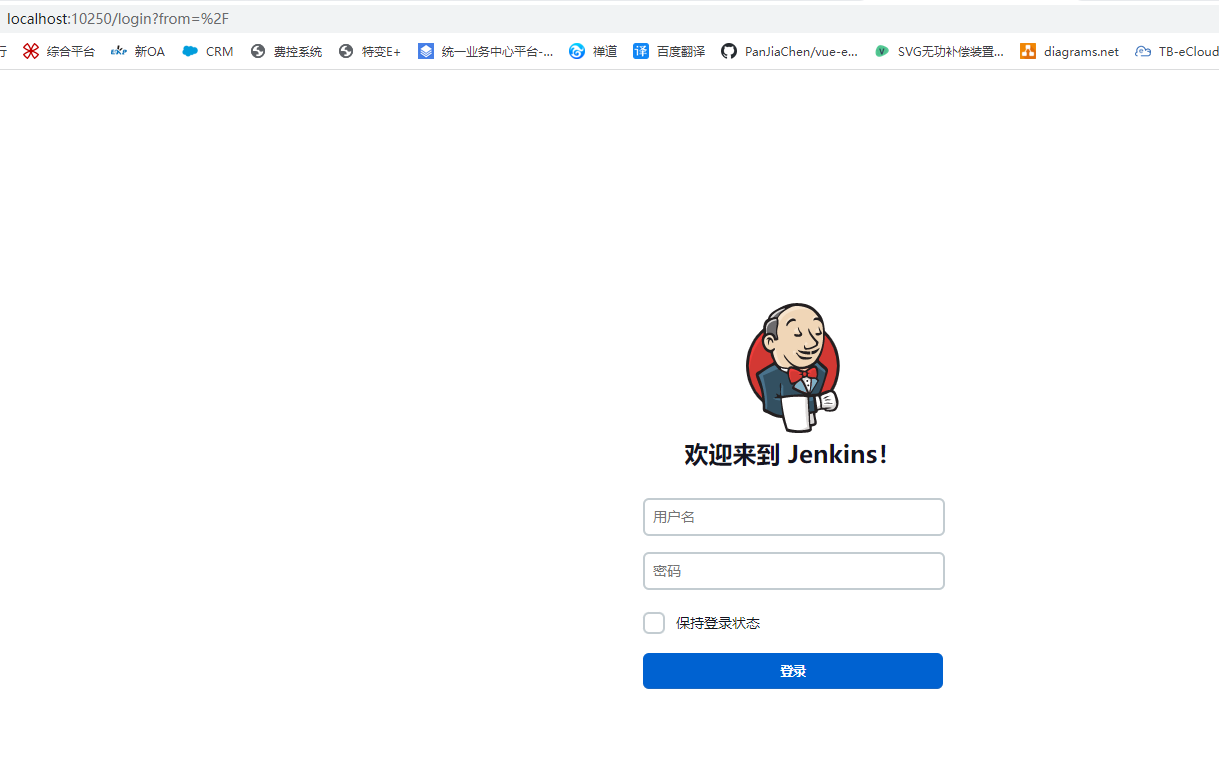 localhost:10250/login?from=%2F
行 综合平台 新OA CRM 费控系统 特变E+ 统一业务中心平台-... 禅道 译 百度翻译 PanJiaChen/vue-e... V SVG无功补偿装置... diagrams.net TB-eCloud
欢迎来到 Jenkins!
用户名
密码
保持登录状态
登录